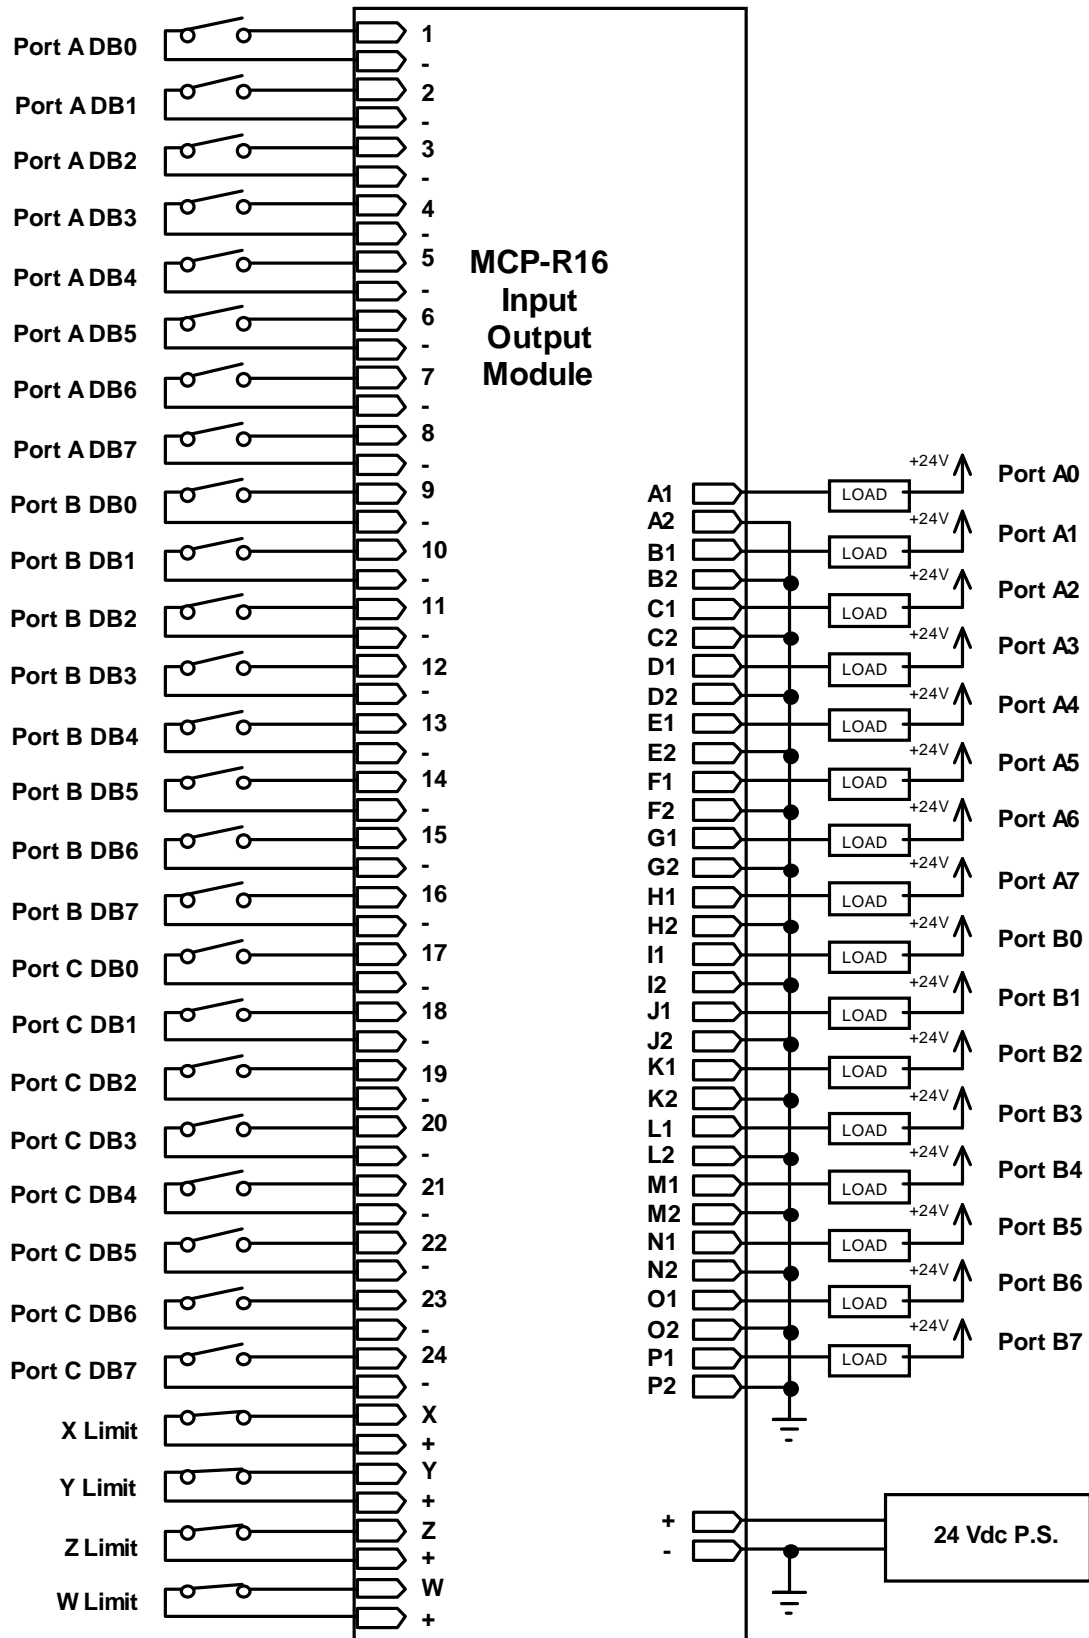 Port A DB0
1
-
Port A DB1
2
-
Port A DB2
3
-
Port A DB3
4
-
Port A DB4
5
-
Port A DB5
6
-
Port A DB6
7
-
Port A DB7
8
-
Port B DB0
9
-
Port B DB1
10
-
Port B DB2
11
-
Port B DB3
12
-
Port B DB4
13
-
Port B DB5
14
-
Port B DB6
15
-
Port B DB7
16
-
Port C DB0
17
-
Port C DB1
18
-
Port C DB2
19
-
Port C DB3
20
-
Port C DB4
21
-
Port C DB5
22
-
Port C DB6
23
-
Port C DB7
24
-
X Limit
X
+
Y Limit
Y
+
Z Limit
Z
+
W Limit
W
+
MCP-R16
Input
Output
Module
A1
LOAD
+24V
Port A0
A2
B1
LOAD
+24V
Port A1
B2
C1
LOAD
+24V
Port A2
C2
D1
LOAD
+24V
Port A3
D2
E1
LOAD
+24V
Port A4
E2
F1
LOAD
+24V
Port A5
F2
G1
LOAD
+24V
Port A6
G2
H1
LOAD
+24V
Port A7
H2
I1
LOAD
+24V
Port B0
I2
J1
LOAD
+24V
Port B1
J2
K1
LOAD
+24V
Port B2
K2
L1
LOAD
+24V
Port B3
L2
M1
LOAD
+24V
Port B4
M2
N1
LOAD
+24V
Port B5
N2
O1
LOAD
+24V
Port B6
O2
P1
LOAD
+24V
Port B7
P2
+
-
24 Vdc P.S.